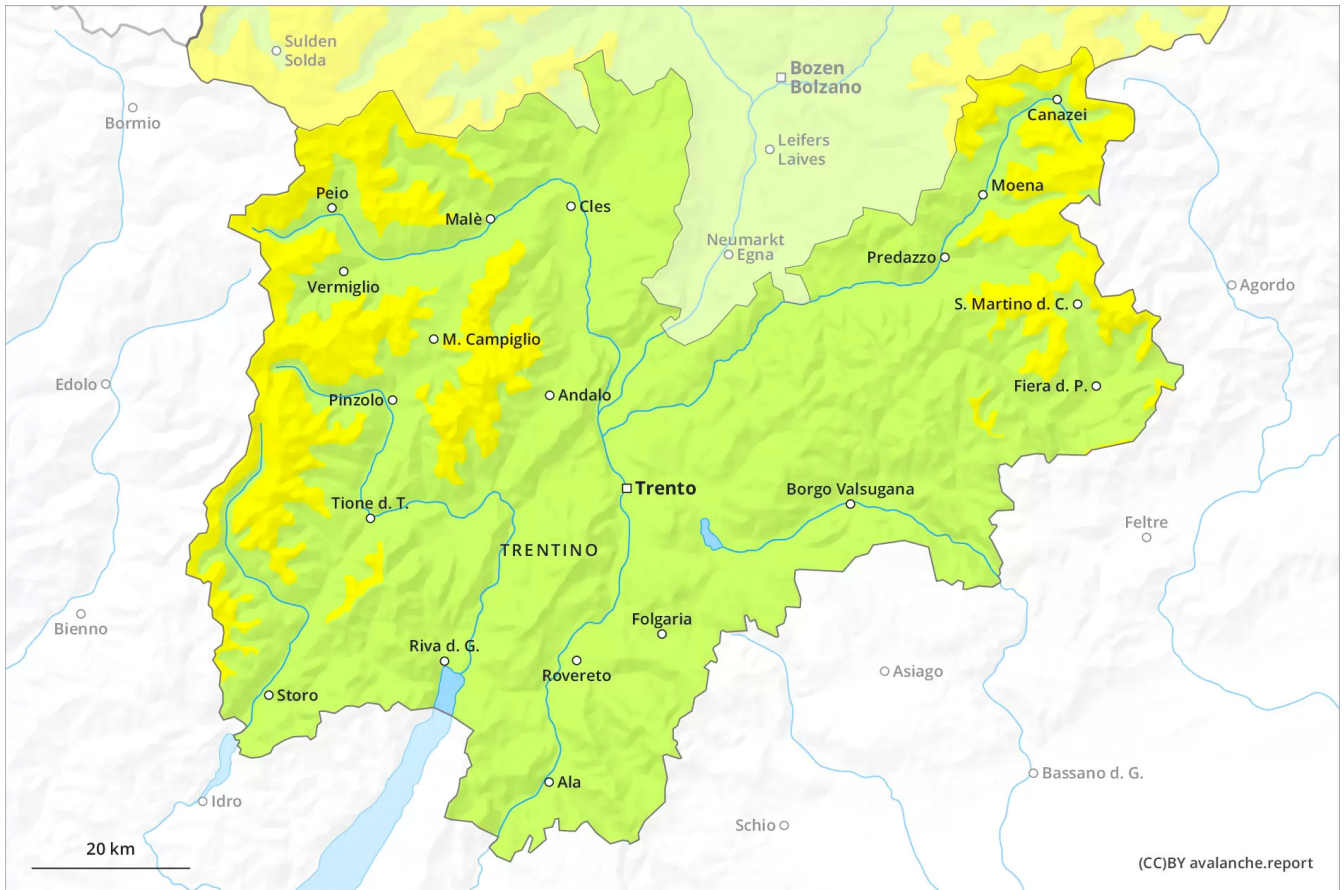 Sulden
Solda
Bozen
Bolzano
Bormio
Canazei
Leifers
Laives
Peio
Moena
Malè
Cles
Neumarkt
Egna
Predazzo
Vermiglio
Agordo
S. Martino d. C.
M. Campiglio
Edolo
Fiera d. P.
Andalo
Pinzolo
Trento
Borgo Valsugana
Tione d. T.
Feltre
TRENTINO
Bienno
Folgaria
Riva d. G.
Asiago
Rovereto
Storo
Bassano d. G.
Ala
Idro
Schio
20 km
(CC)BY avalanche.report